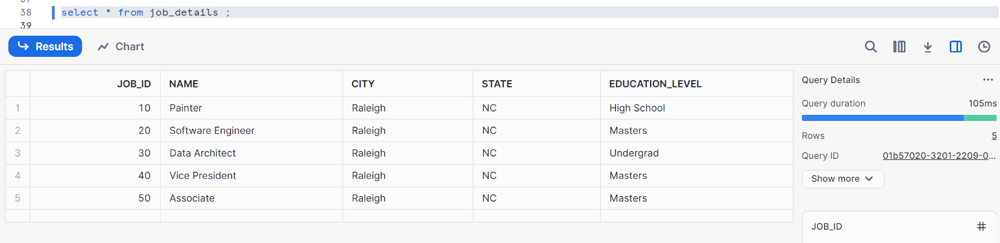 38 select * from job_details ;
39
Results Chart
JOB_ID NAME CITY STATE EDUCATION_LEVEL
1 10 Painter Raleigh NC High School
2 20 Software Engineer Raleigh NC Masters
3 30 Data Architect Raleigh NC Undergrad
4 40 Vice President Raleigh NC Masters
5 50 Associate Raleigh NC Masters
Query Details ...
Query duration 105ms
Rows 5
Query ID 01b57020-3201-2209-0...
Show more
JOB_ID #